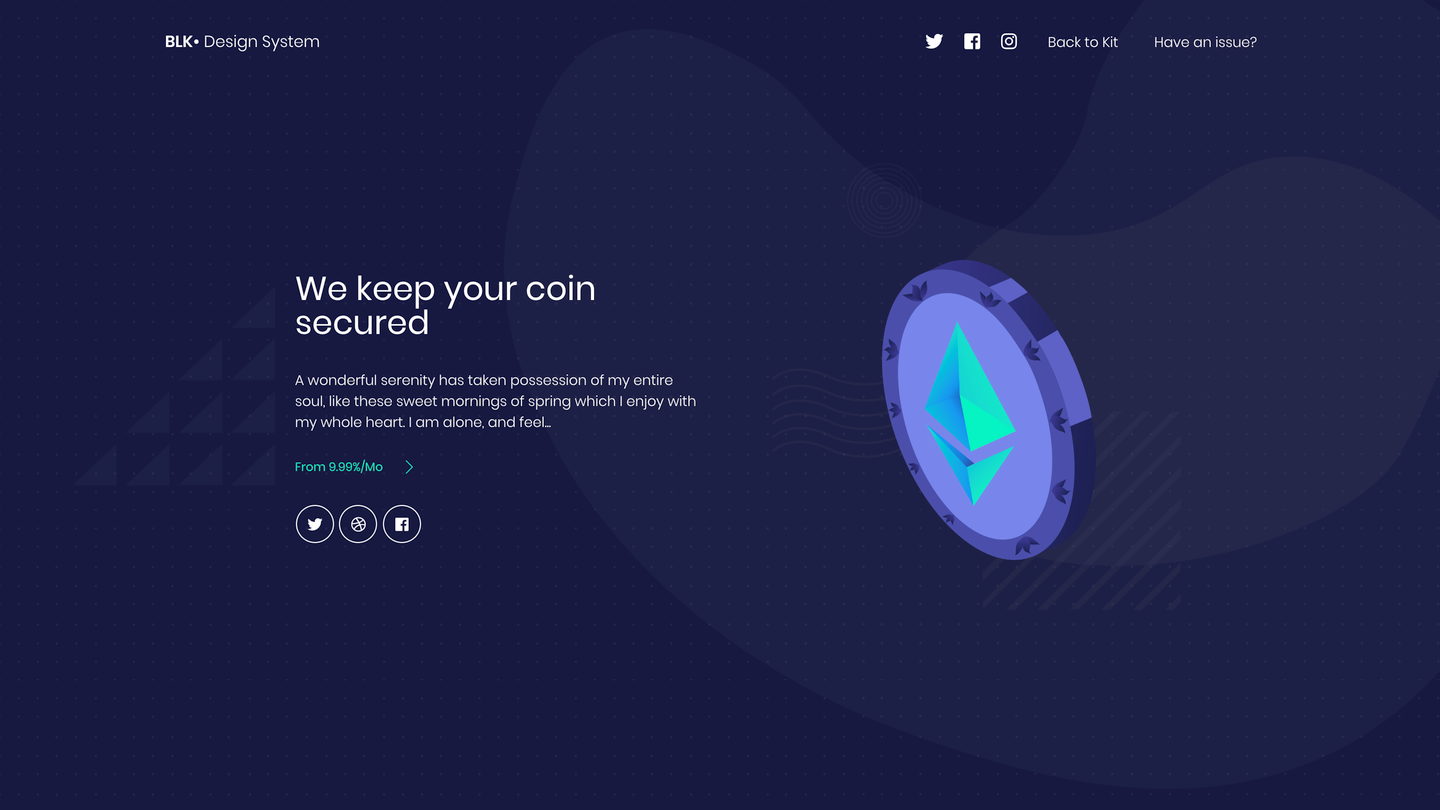 BLK• Design System
Back to Kit
Have an issue?
We keep your coin
secured
A wonderful serenity has taken possession of my entire
soul, like these sweet mornings of spring which I enjoy with
my whole heart. I am alone, and feel...
From 9.99%/Mo